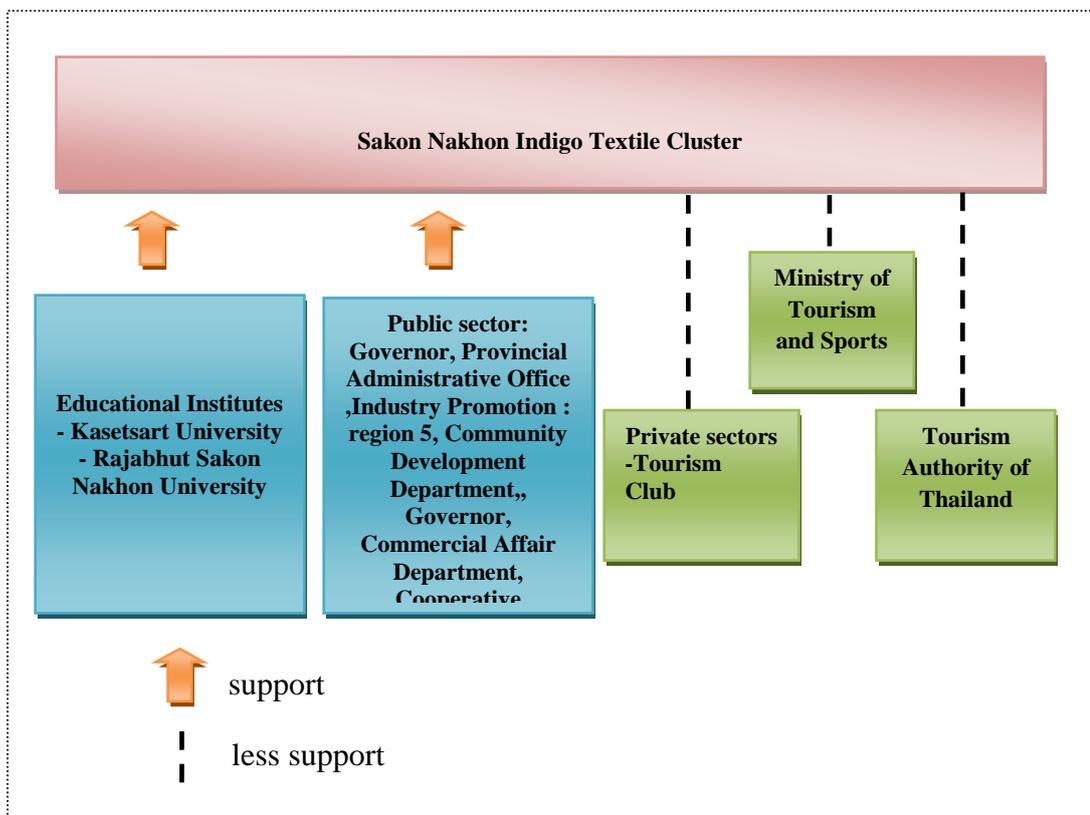 Sakon Nakhon Indigo Textile Cluster
Educational Institutes
- Kasetsart University
- Rajabhut Sakon
Nakhon University
Public sector:
Governor, Provincial
Administrative Office
,Industry Promotion :
region 5, Community
Development
Department,,
Governor,
Commercial Affair
Department,
Cooperative
Private sectors
-Tourism
Club
Ministry of
Tourism
and Sports
Tourism
Authority of
Thailand
support
less support